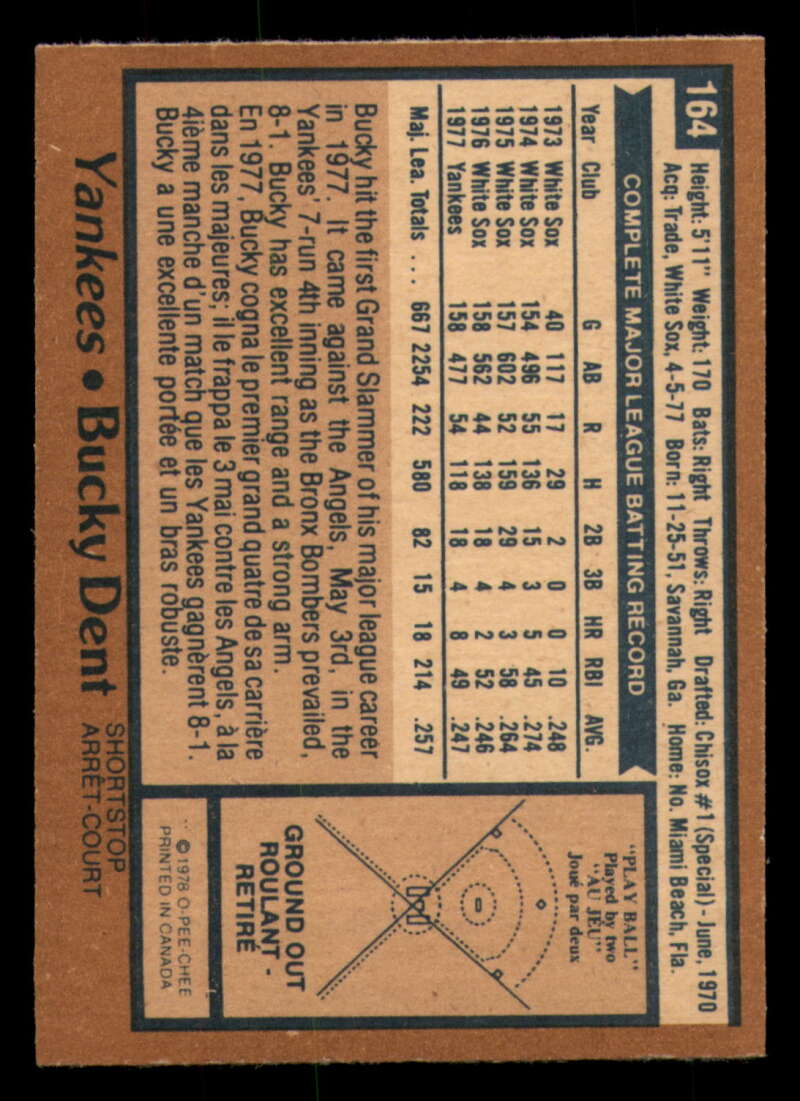 164
Height: 5'11" Weight: 170 Bats: Right Throws: Right Drafted: Chisox #1 (Special) - June, 1970
Acq: Trade, White Sox, 4-5-77 Born: 11-25-51, Savannah, Ga. Home: No. Miami Beach, Fla.
COMPLETE MAJOR LEAGUE BATTING RECORD
Year Club G AB R H 2B 3B HR RBI AVG.
1973 White Sox 40 117 17 29 2 0 0 10 .248
1974 White Sox 154 496 55 136 15 3 5 45 .274
1975 White Sox 157 602 52 159 29 4 3 58 .264
1976 White Sox 158 562 44 138 18 4 2 52 .246
1977 Yankees 158 477 54 118 18 4 8 49 .247
Maj. Lea. Totals ... 667 2254 222 580 82 15 18 214 .257
Bucky hit the first Grand Slammer of his major league career
in 1977. It came against the Angels, May 3rd, in the
Yankees' 7-run 4th inning as the Bronx Bombers prevailed,
8-1. Bucky has excellent range and a strong arm.
En 1977, Bucky cogna le premier grand quatre de sa carrière
dans les majeures; il le frappa le 3 mai contre les Angels, à la
4ième manche d'un match que les Yankees gagnèrent 8-1.
Bucky a une excellente portée et un bras robuste.
"PLAY BALL"
Played by two
"AU JEU"
Joué par deux
GROUND OUT
ROULANT -
RETIRÉ
©1978 O-PEE-CHEE
PRINTED IN CANADA
Yankees • Bucky Dent
SHORTSTOP
ARRÊT-COURT